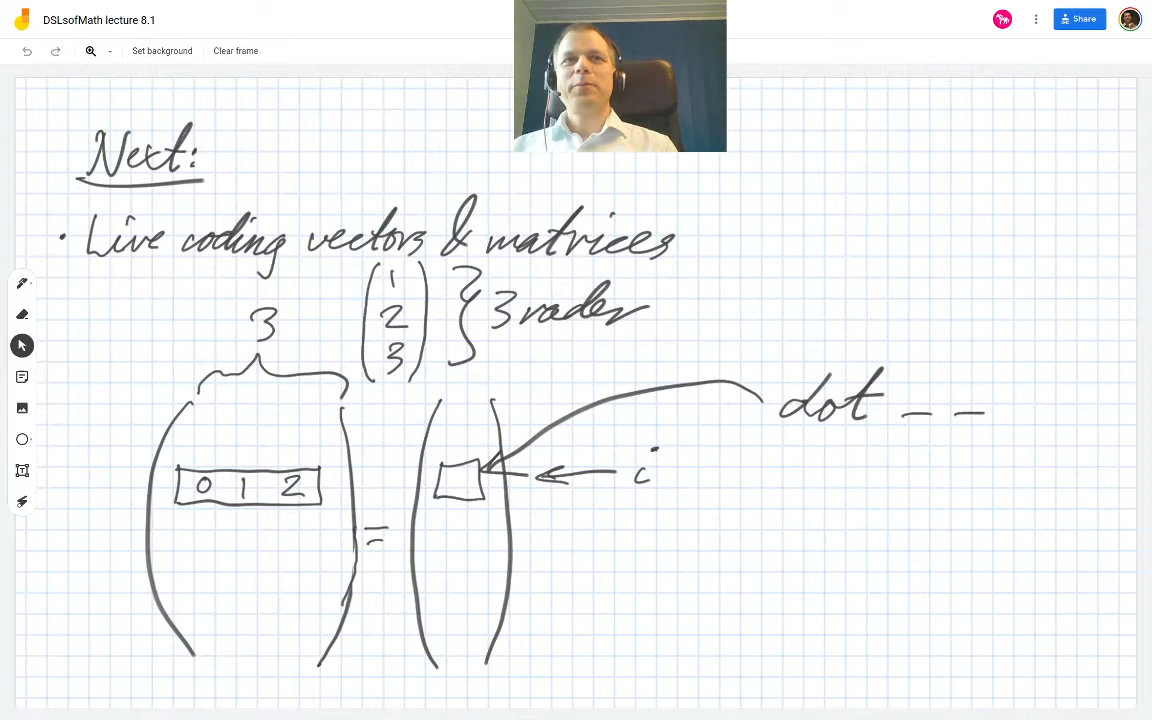 DSLsofMath lecture 8.1
Share
Set background
Clear frame
Next:
· Live coding vectors & matrices
3
1
2
3
3 rader
dot _ _
0 1 2
=
i